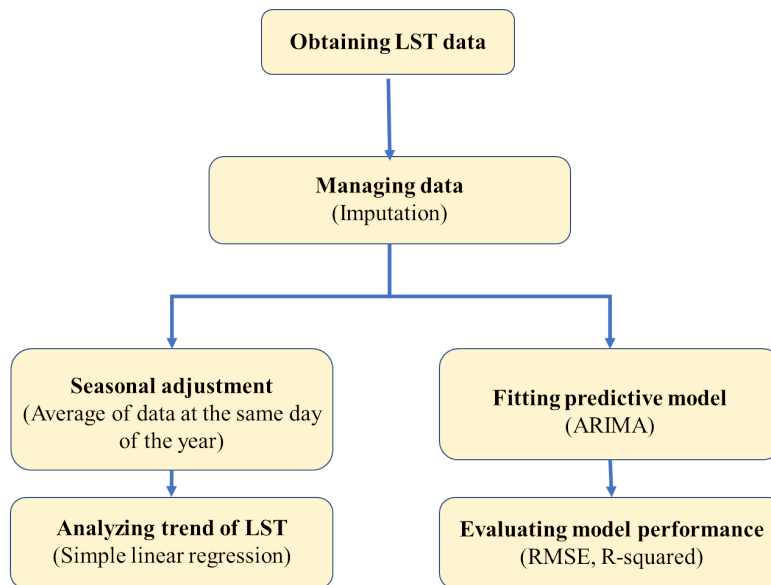 Obtaining LST data
Managing data
(Imputation)
Seasonal adjustment
(Average of data at the same day
of the year)
Fitting predictive model
(ARIMA)
Analyzing trend of LST
(Simple linear regression)
Evaluating model performance
(RMSE, R-squared)